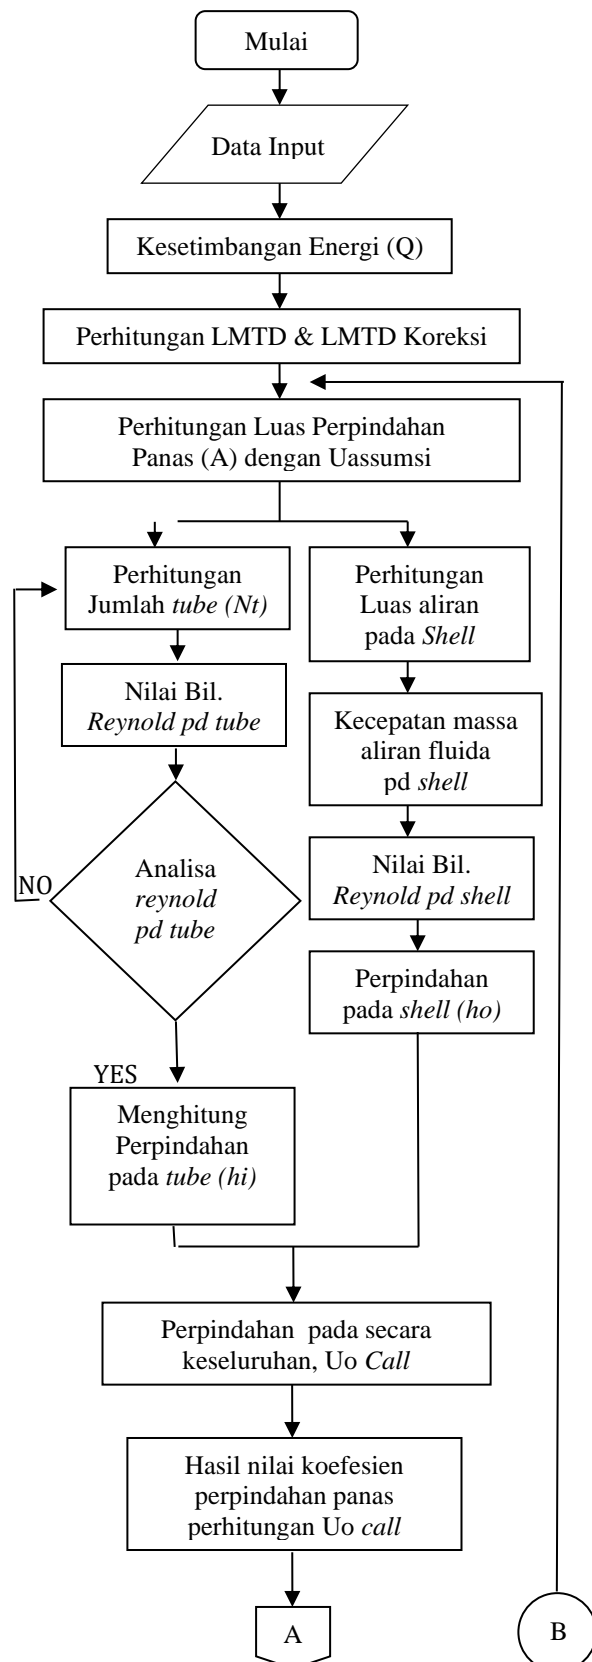 Mulai
Data Input
Kesetimbangan Energi (Q)
Perhitungan LMTD & LMTD Koreksi
Perhitungan Luas Perpindahan
Panas (A) dengan Uassumsi
Perhitungan
Jumlah tube (Nt)
Nilai Bil.
Reynold pd tube
Analisa
reynold
pd tube
NO
YES
Menghitung
Perpindahan
pada tube (hi)
Perhitungan
Luas aliran
pada Shell
Kecepatan massa
aliran fluida
pd shell
Nilai Bil.
Reynold pd shell
Perpindahan
pada shell (ho)
Perpindahan pada secara
keseluruhan, Uo Call
Hasil nilai koefesien
perpindahan panas
perhitungan Uo call
A
B